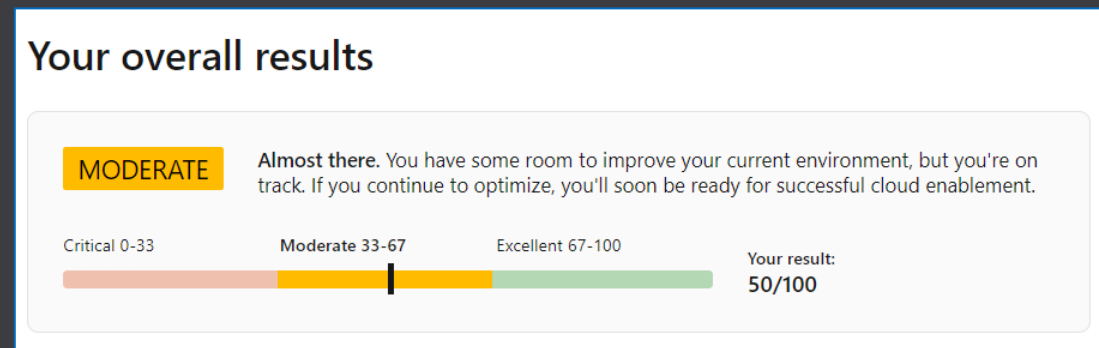 Your overall results
MODERATE
Almost there. You have some room to improve your current environment, but you're on
track. If you continue to optimize, you'll soon be ready for successful cloud enablement.
Critical 0-33
Moderate 33-67
Excellent 67-100
Your result:
50/100